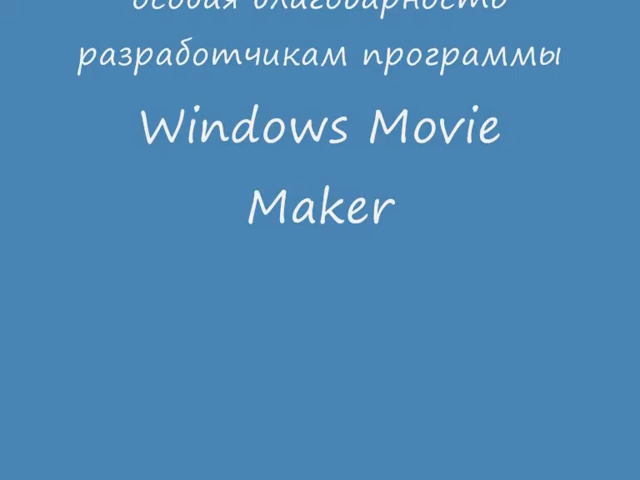 особая благодарность
разработчикам программы
Windows Movie
Maker